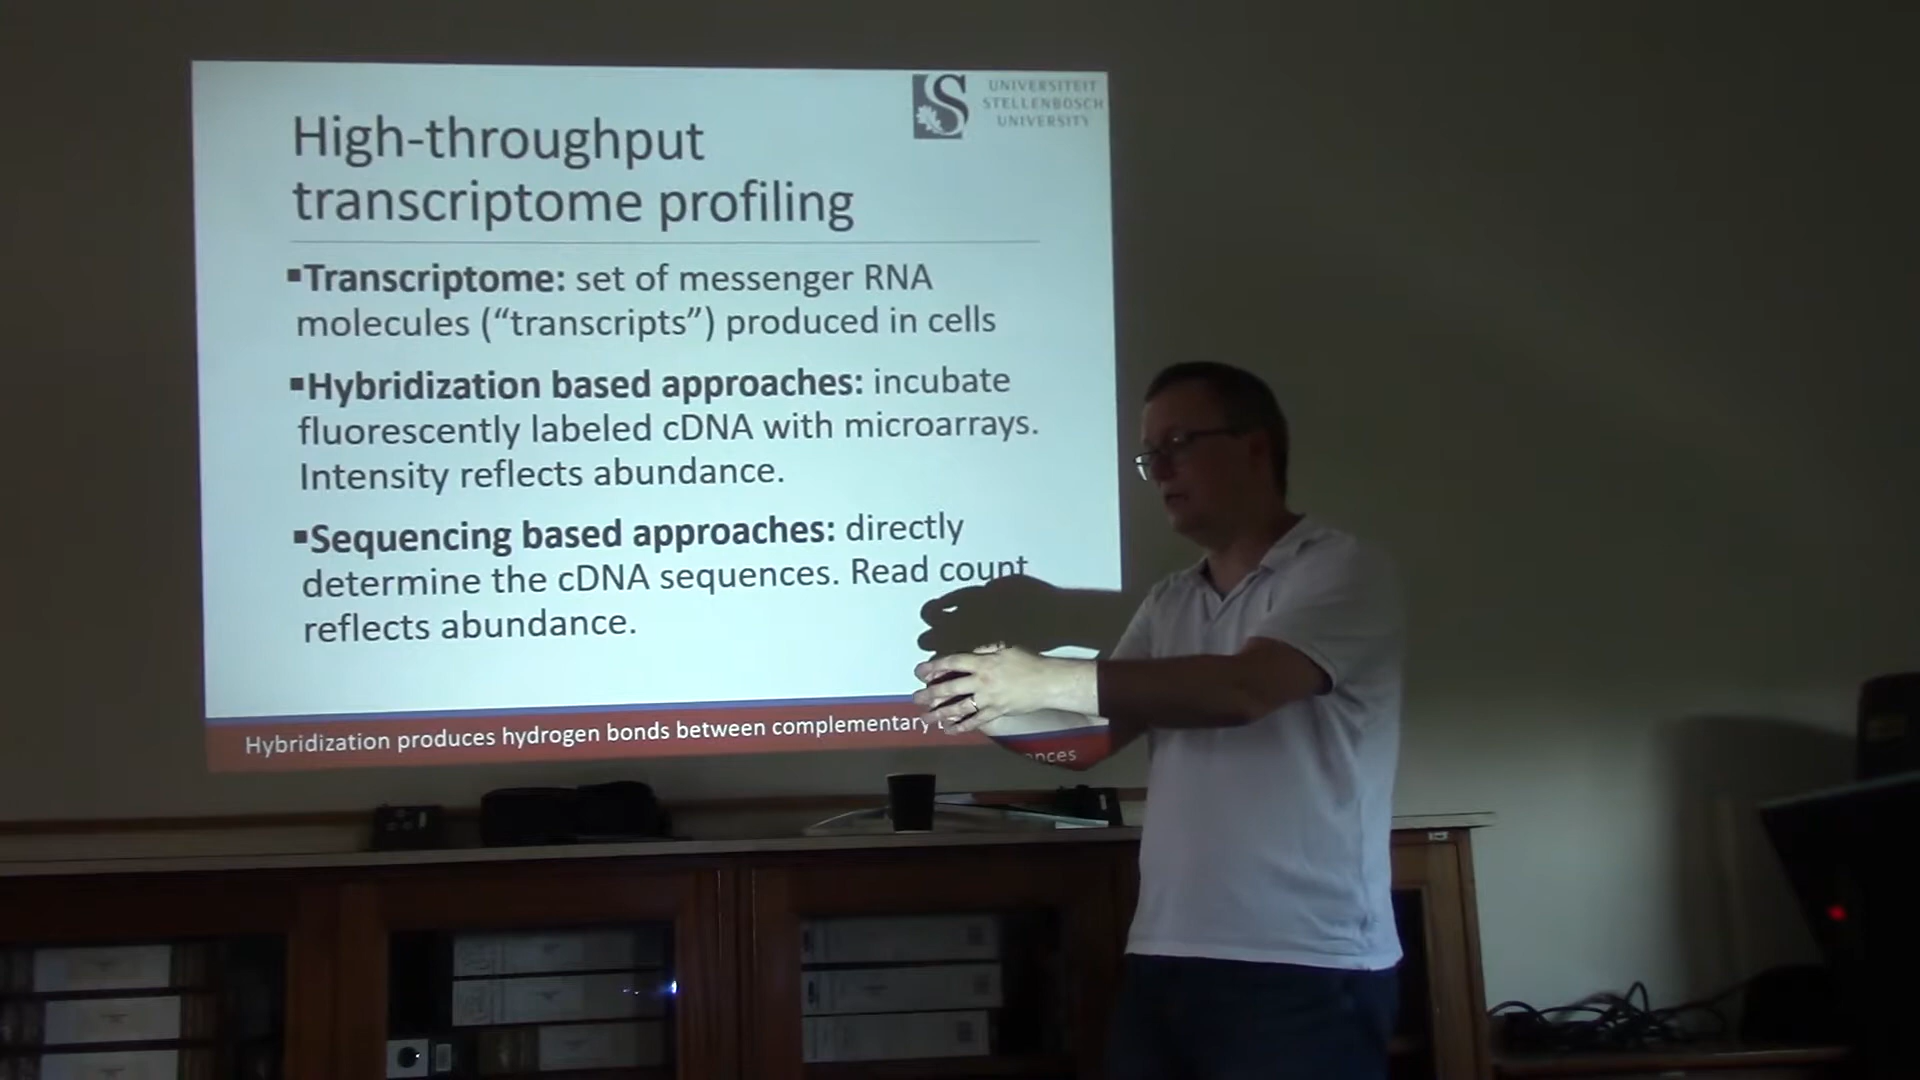 UNIVERSITEIT
STELLENBOSCH
UNIVERSITY
High-throughput
transcriptome profiling
▪Transcriptome: set of messenger RNA
molecules (“transcripts”) produced in cells
▪Hybridization based approaches: incubate
fluorescently labeled cDNA with microarrays.
Intensity reflects abundance.
▪Sequencing based approaches: directly
determine the cDNA sequences. Read count
reflects abundance.
Hybridization produces hydrogen bonds between complementary